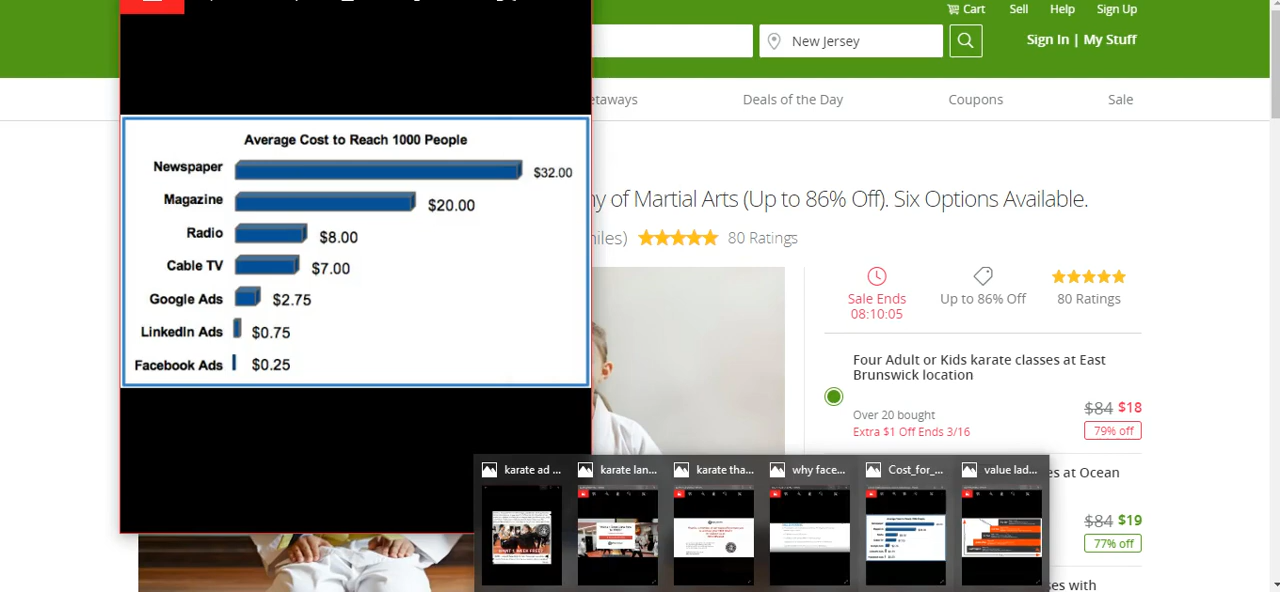 Cart
Sell
Help
Sign Up
New Jersey
Sign In | My Stuff
etaways
Deals of the Day
Coupons
Sale
Average Cost to Reach 1000 People
Newspaper $32.00
Magazine $20.00
Radio $8.00
Cable TV $7.00
Google Ads $2.75
LinkedIn Ads $0.75
Facebook Ads $0.25
of Martial Arts (Up to 86% Off). Six Options Available.
80 Ratings
Sale Ends
08:10:05
Up to 86% Off
80 Ratings
Four Adult or Kids karate classes at East
Brunswick location
Over 20 bought
Extra $1 Off Ends 3/16
$84 $18
79% off
es at Ocean
$84 $19
77% off
es with
karate ad ...
karate lan...
karate tha...
why face...
Cost_for_...
value lad...